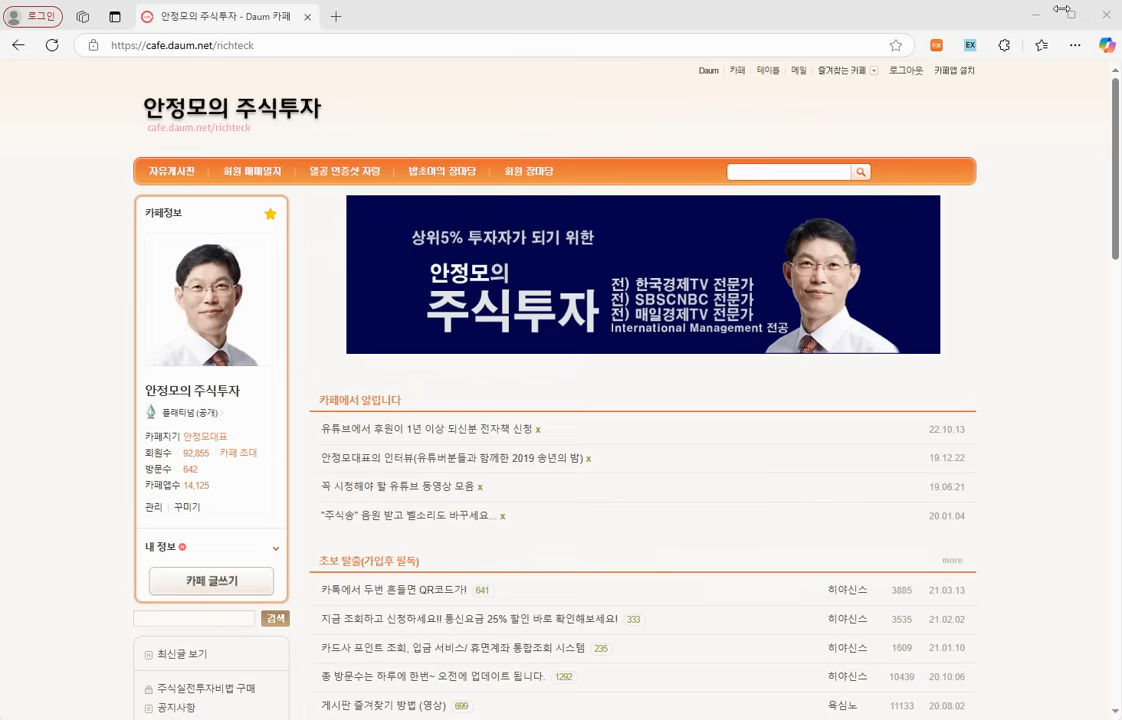 로그인
안정모의 주식투자 - Daum 카페
https://cafe.daum.net/richteck
EX
Daum 카페 테이블 메일 즐겨찾는 카페 로그아웃 카페앱 설치
안정모의 주식투자
cafe.daum.net/richteck
자유게시판 회원 매매일지 열공 인증샷 자랑 밥초미의 장마당 회원 장마당
카페정보
상위5% 투자자가 되기 위한
안정모의
주식투자
전) 한국경제TV 전문가
전) SBSCNBC 전문가
전) 매일경제TV 전문가
International Management 전공
안정모의 주식투자
플래티넘 (공개)
카페지기 안정모대표
회원수 92,855 카페 초대
방문수 642
카페앱수 14,125
관리 꾸미기
내 정보
카페 글쓰기
검색
최신글 보기
주식실전투자비법 구매
공지사항
카페에서 알립니다
유튜브에서 후원이 1년 이상 되신분 전자책 신청 x 22.10.13
안정모대표의 인터뷰(유튜버분들과 함께한 2019 송년의 밤) x 19.12.22
꼭 시청해야 할 유튜브 동영상 모음 x 19.06.21
"주식송" 음원 받고 벨소리도 바꾸세요... x 20.01.04
초보 탈출(가입후 필독) more
카톡에서 두번 흔들면 QR코드가! 641 히야신스 3885 21.03.13
지금 조회하고 신청하세요!! 통신요금 25% 할인 바로 확인해보세요! 333 히야신스 3535 21.02.02
카드사 포인트 조회, 입금 서비스/ 휴면계좌 통합조회 시스템 235 히야신스 1609 21.01.10
총 방문수는 하루에 한번~ 오전에 업데이트 됩니다. 1292 히야신스 10439 20.10.06
게시판 즐겨찾기 방법 (영상) 699 욕심노 11133 20.08.02